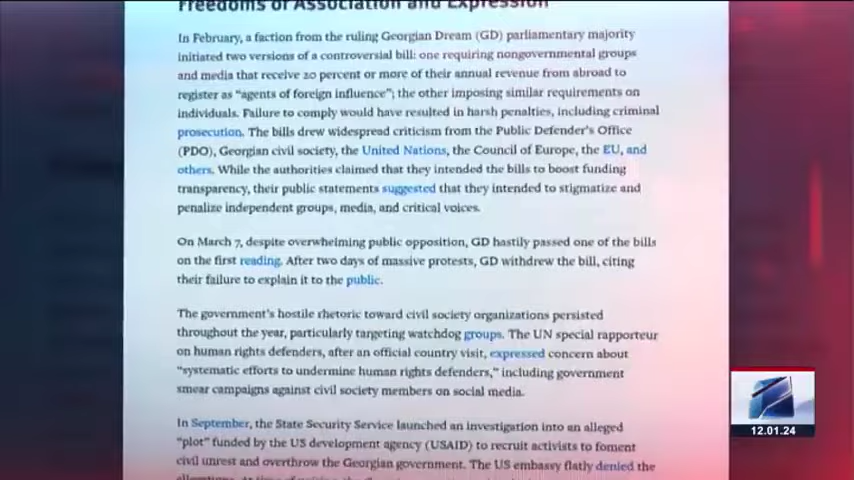 Freedoms of Association and Expression
In February, a faction from the ruling Georgian Dream (GD) parliamentary majority
initiated two versions of a controversial bill: one requiring nongovernmental groups
and media that receive 20 percent or more of their annual revenue from abroad to
register as “agents of foreign influence”; the other imposing similar requirements on
individuals. Failure to comply would have resulted in harsh penalties, including criminal
prosecution. The bills drew widespread criticism from the Public Defender's Office
(PDO), Georgian civil society, the United Nations, the Council of Europe, the EU, and
others. While the authorities claimed that they intended the bills to boost funding
transparency, their public statements suggested that they intended to stigmatize and
penalize independent groups, media, and critical voices.
On March 7, despite overwhelming public opposition, GD hastily passed one of the bills
on the first reading. After two days of massive protests, GD withdrew the bill, citing
their failure to explain it to the public.
The government's hostile rhetoric toward civil society organizations persisted
throughout the year, particularly targeting watchdog groups. The UN special rapporteur
on human rights defenders, after an official country visit, expressed concern about
“systematic efforts to undermine human rights defenders,” including government
smear campaigns against civil society members on social media.
In September, the State Security Service launched an investigation into an alleged
“plot” funded by the US development agency (USAID) to recruit activists to foment
civil unrest and overthrow the Georgian government. The US embassy flatly denied the
12.01.24